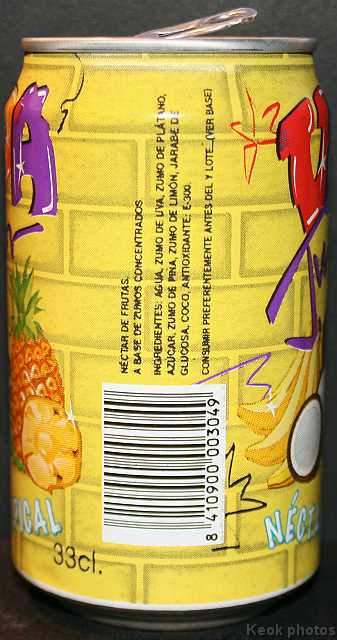 NÉCTAR DE FRUTAS.
A BASE DE ZUMOS CONCENTRADOS
INGREDIENTES: AGUA, ZUMO DE UVA, ZUMO DE PLÁTANO,
AZÚCAR, ZUMO DE PIÑA, ZUMO DE LIMÓN, JARABE DE
GLUCOSA, COCO, ANTIOXIDANTE: E-300.
CONSUMIR PREFERENTEMENTE ANTES DEL Y LOTE: (VER BASE)
8 410900 003049
PICAL
NÉCT
33cl.
Keok photos